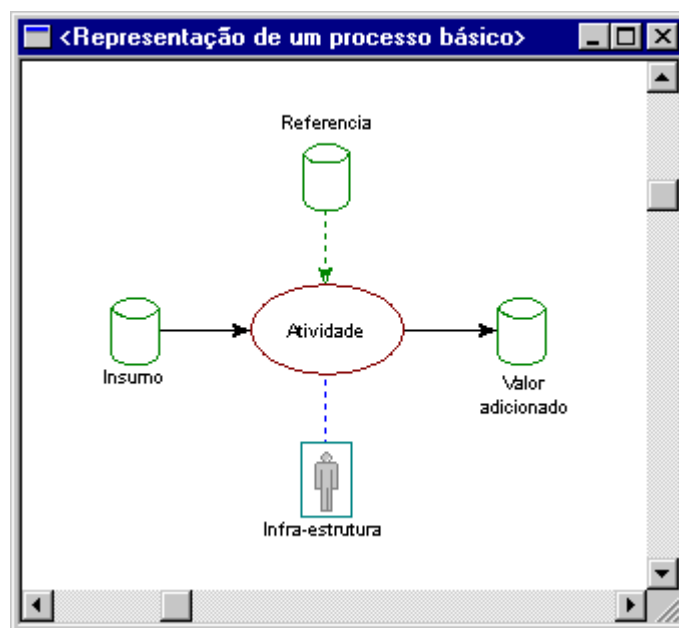 <Representação de um processo básico>
Referencia
Atividade
Insumo
Valor
adicionado
Infra-estrutura